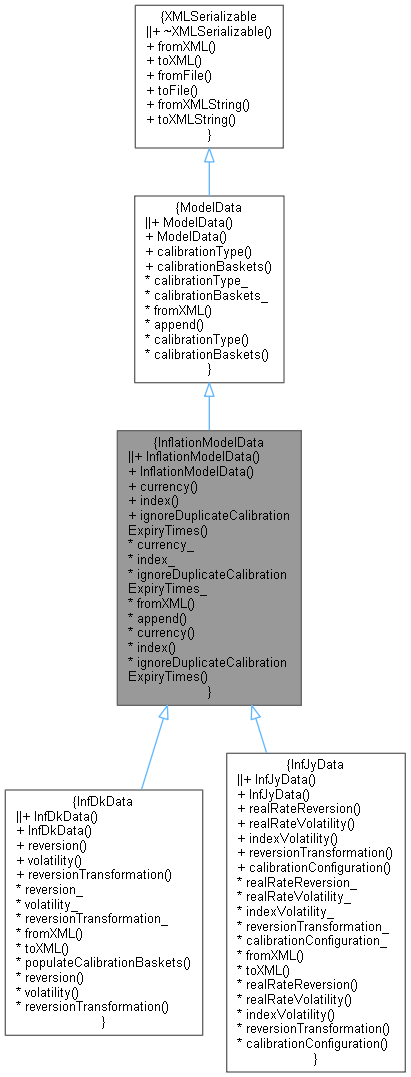 {XMLSerializable
||+ ~XMLSerializable()
+ fromXML()
+ toXML()
+ fromFile()
+ toFile()
+ fromXMLString()
+ toXMLString()
}
{ModelData
||+ ModelData()
+ ModelData()
+ calibrationType()
+ calibrationBaskets()
* calibrationType_
* calibrationBaskets_
* fromXML()
* append()
* calibrationType()
* calibrationBaskets()
}
{InflationModelData
||+ InflationModelData()
+ InflationModelData()
+ currency()
+ index()
+ ignoreDuplicateCalibration
ExpiryTimes()
* currency_
* index_
* ignoreDuplicateCalibration
ExpiryTimes_
* fromXML()
* append()
* currency()
* index()
* ignoreDuplicateCalibration
ExpiryTimes()
}
{InfDkData
||+ InfDkData()
+ InfDkData()
+ reversion()
+ volatility()
+ reversionTransformation()
* reversion_
* volatility_
* reversionTransformation_
* fromXML()
* toXML()
* populateCalibrationBaskets()
* reversion()
* volatility()
* reversionTransformation()
}
{InfJyData
||+ InfJyData()
+ InfJyData()
+ realRateReversion()
+ realRateVolatility()
+ indexVolatility()
+ reversionTransformation()
+ calibrationConfiguration()
* realRateReversion_
* realRateVolatility_
* indexVolatility_
* reversionTransformation_
* calibrationConfiguration_
* fromXML()
* toXML()
* realRateReversion()
* realRateVolatility()
* indexVolatility()
* reversionTransformation()
* calibrationConfiguration()
}